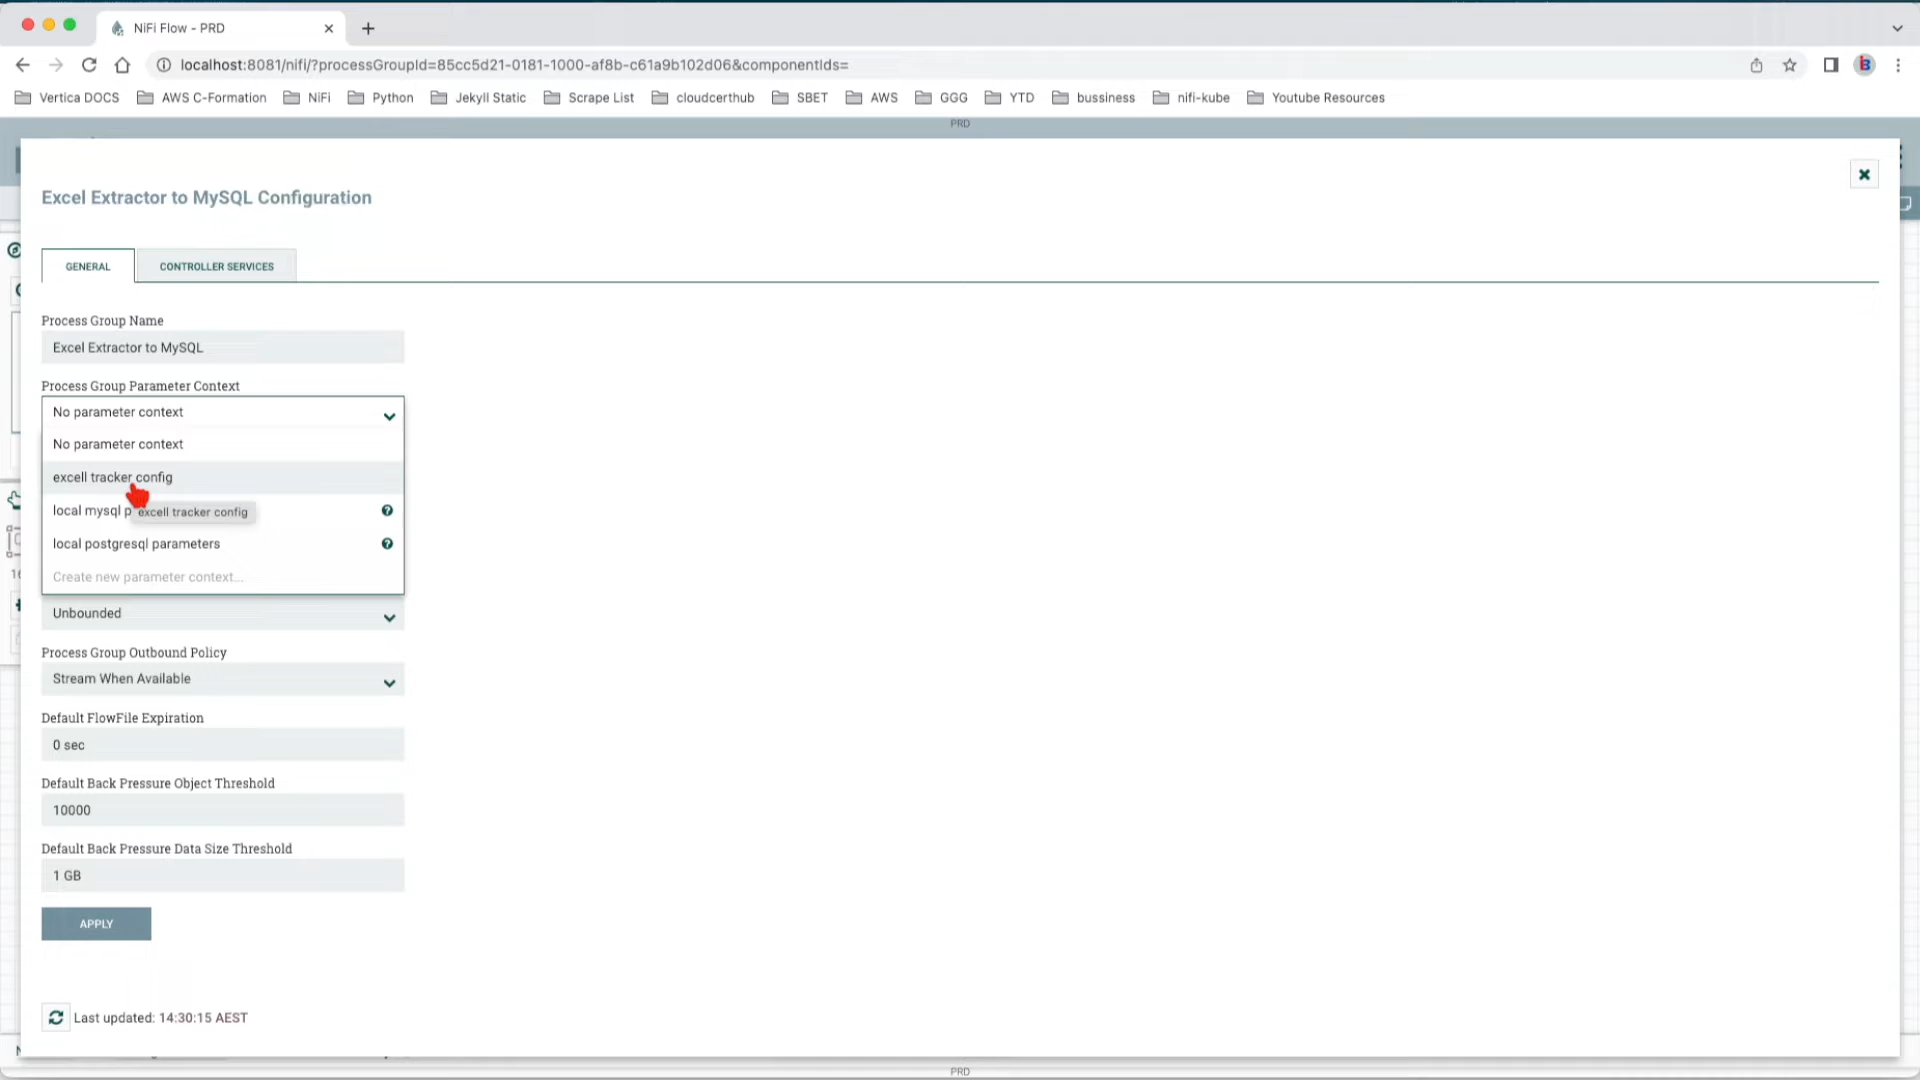 NiFi Flow - PRD
localhost:8081/nifi/?processGroupId=85cc5d21-0181-1000-af8b-c61a9b102d06&componentIds=
Vertica DOCS AWS C-Formation NiFi Python Jekyll Static Scrape List cloudcerthub SBET AWS GGG YTD bussiness nifi-kube Youtube Resources
PRD
Excel Extractor to MySQL Configuration
GENERAL CONTROLLER SERVICES
Process Group Name
Excel Extractor to MySQL
Process Group Parameter Context
No parameter context
No parameter context
excell tracker config
local mysql p
excell tracker config
local postgresql parameters
Create new parameter context...
Unbounded
Process Group Outbound Policy
Stream When Available
Default FlowFile Expiration
0 sec
Default Back Pressure Object Threshold
10000
Default Back Pressure Data Size Threshold
1 GB
APPLY
Last updated: 14:30:15 AEST
PRD